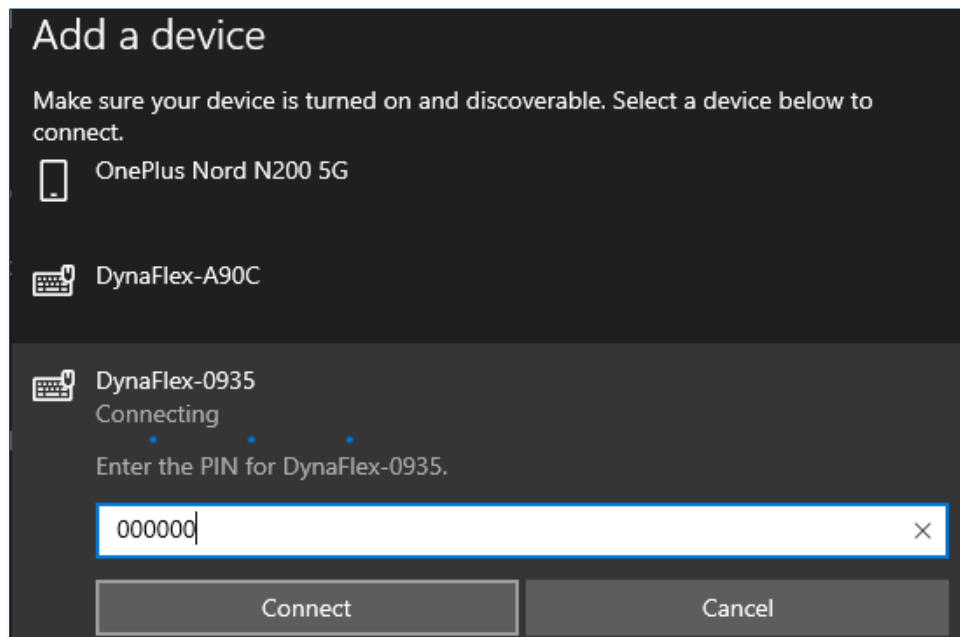 Add a device
Make sure your device is turned on and discoverable. Select a device below to
connect.
OnePlus Nord N200 5G
DynaFlex-A90C
DynaFlex-0935
Connecting
Enter the PIN for DynaFlex-0935.
000000
Connect
Cancel